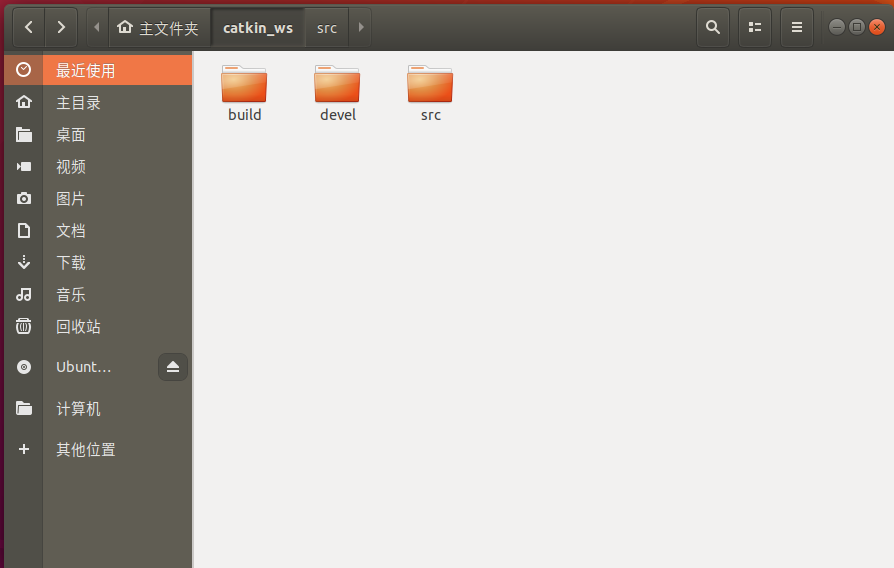 主文件夹 catkin_ws src
最近使用
主目录
桌面
视频
图片
文档
下载
音乐
回收站
Ubunt...
计算机
其他位置
build devel src